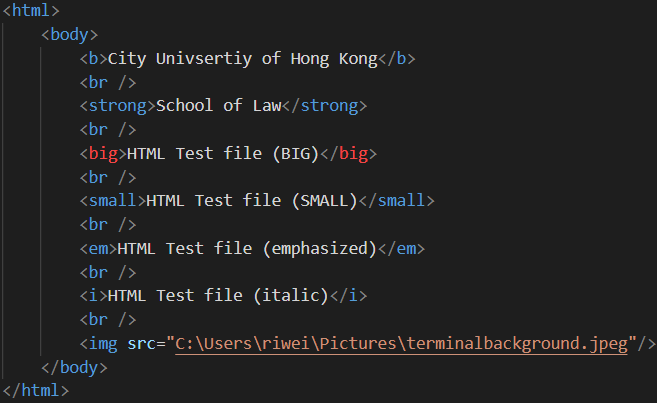 <html>
<body>
<b>City Univsertiy of Hong Kong</b>
<br />
<strong>School of Law</strong>
<br />
<big>HTML Test file (BIG)</big>
<br />
<small>HTML Test file (SMALL)</small>
<br />
<em>HTML Test file (emphasized)</em>
<br />
<i>HTML Test file (italic)</i>
<br />
<img src="C:\Users\riwei\Pictures\terminalbackground.jpeg"/>
</body>
</html>